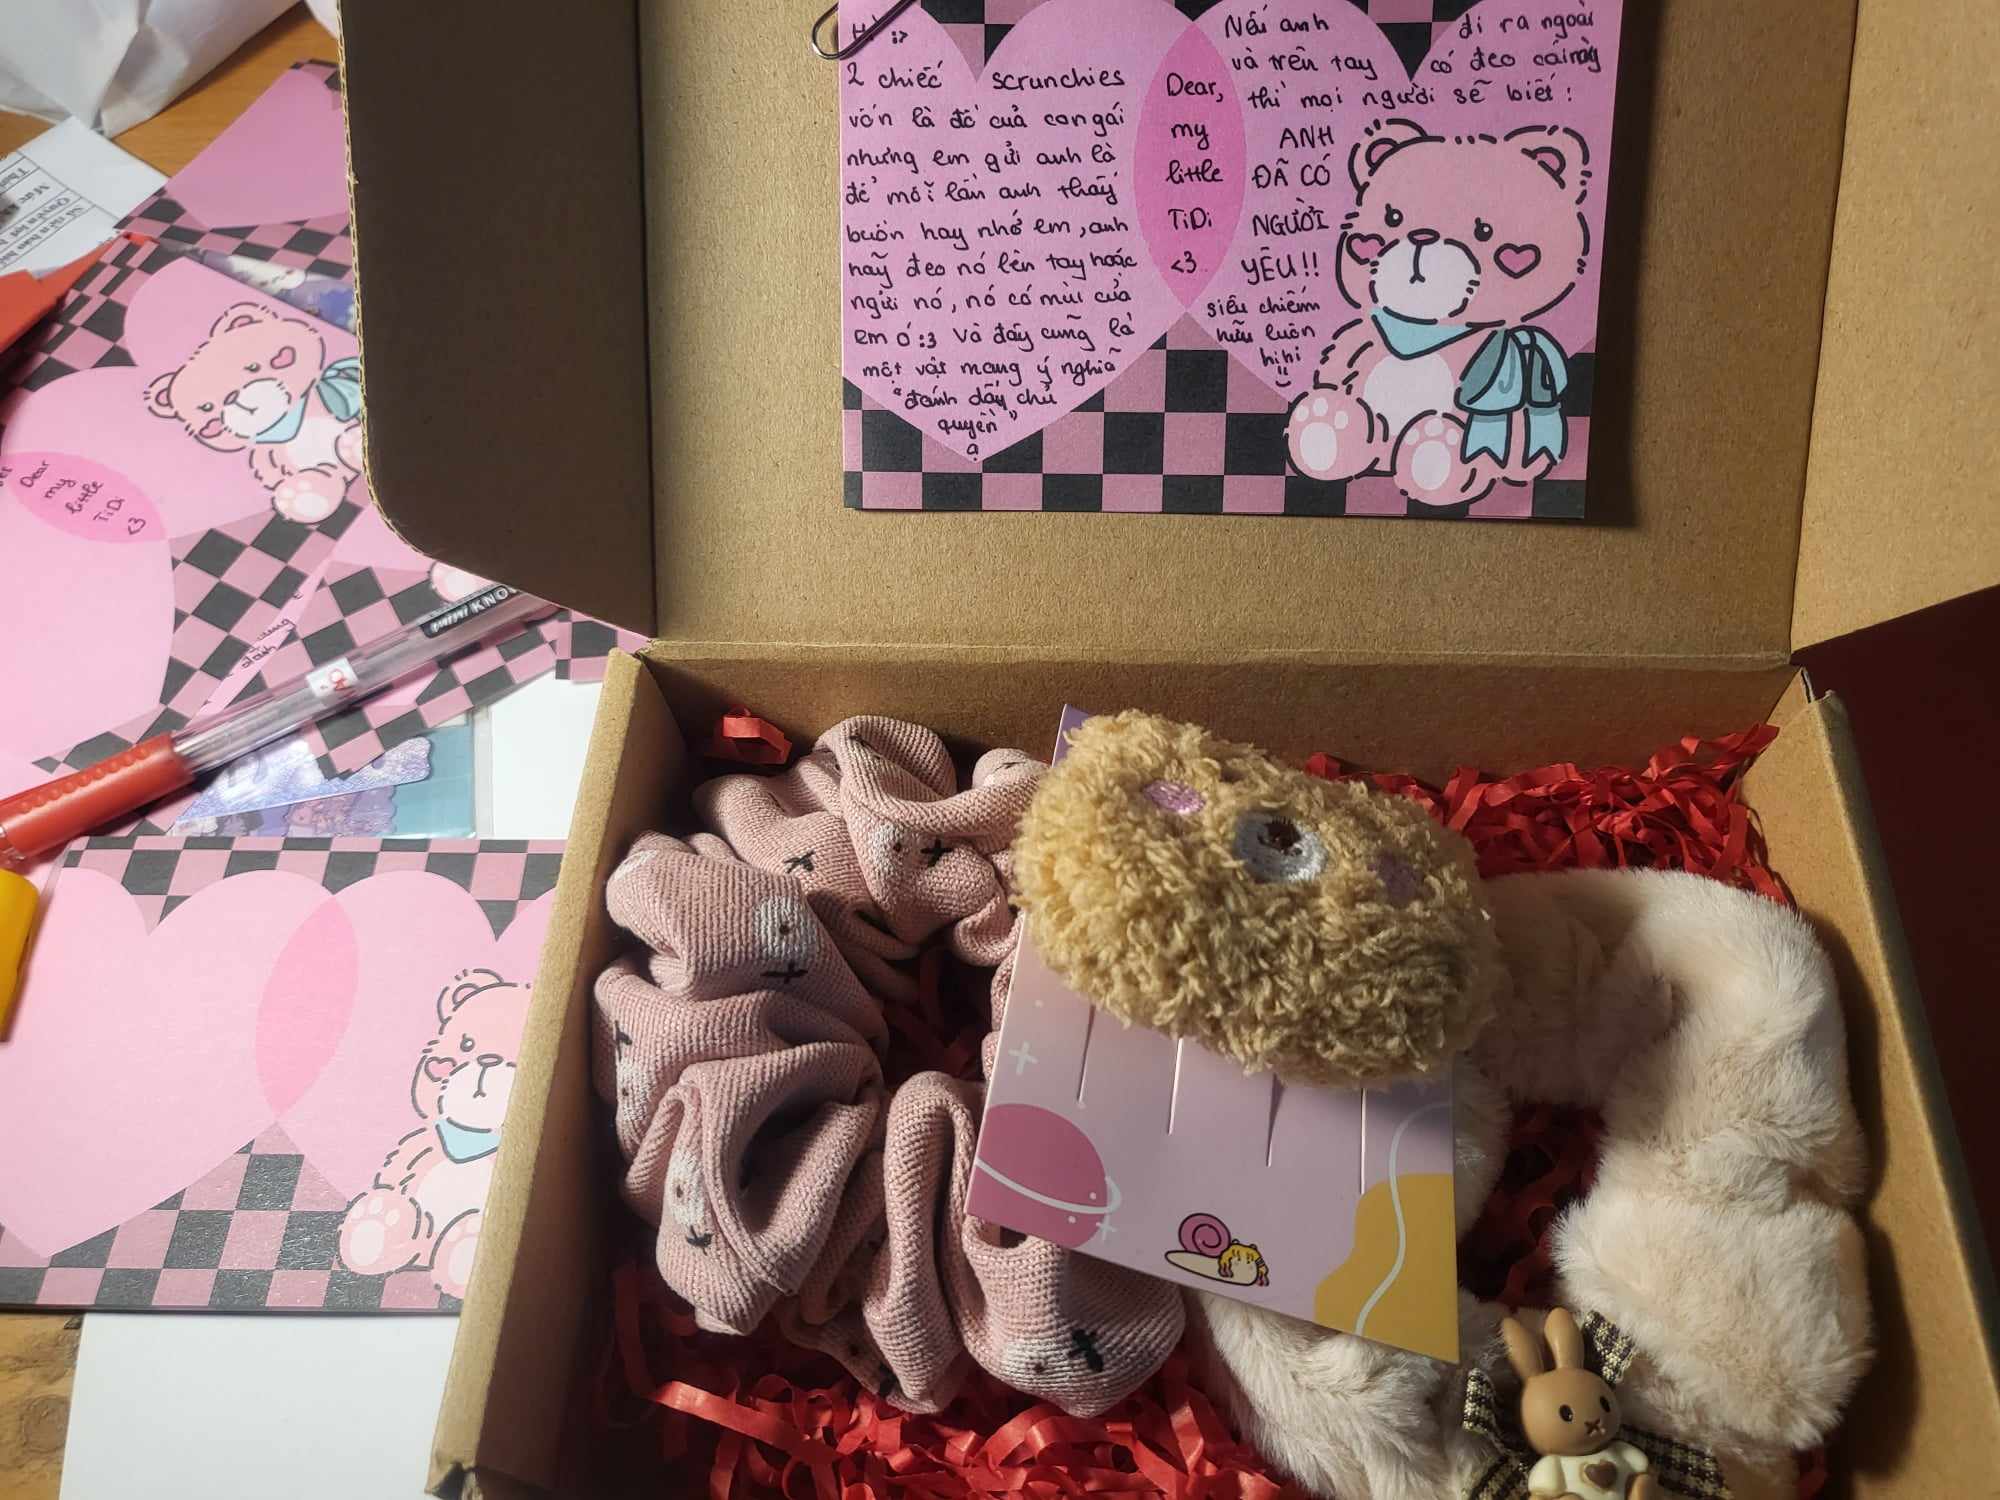 Hi :>
2 chiếc scrunchies
vốn là đồ của con gái
nhưng em gửi anh là
để mỗi lần anh thấy
buồn hay nhớ em, anh
hãy đeo nó lên tay hoặc
ngửi nó, nó có mùi của
em ó :3 Và đây cũng là
một vật mang ý nghĩa
"đánh dấy chủ
quyền"
ạ
Dear,
my
little
TiDi
<3
Nếu anh đi ra ngoài
và trên tay có đeo cái này
thì mọi người sẽ biết :
ANH
ĐÃ CÓ
NGƯỜI
YÊU!!
siêu chiếm
hữu luôn
hihi
Dear
my
little
TiDi
<3